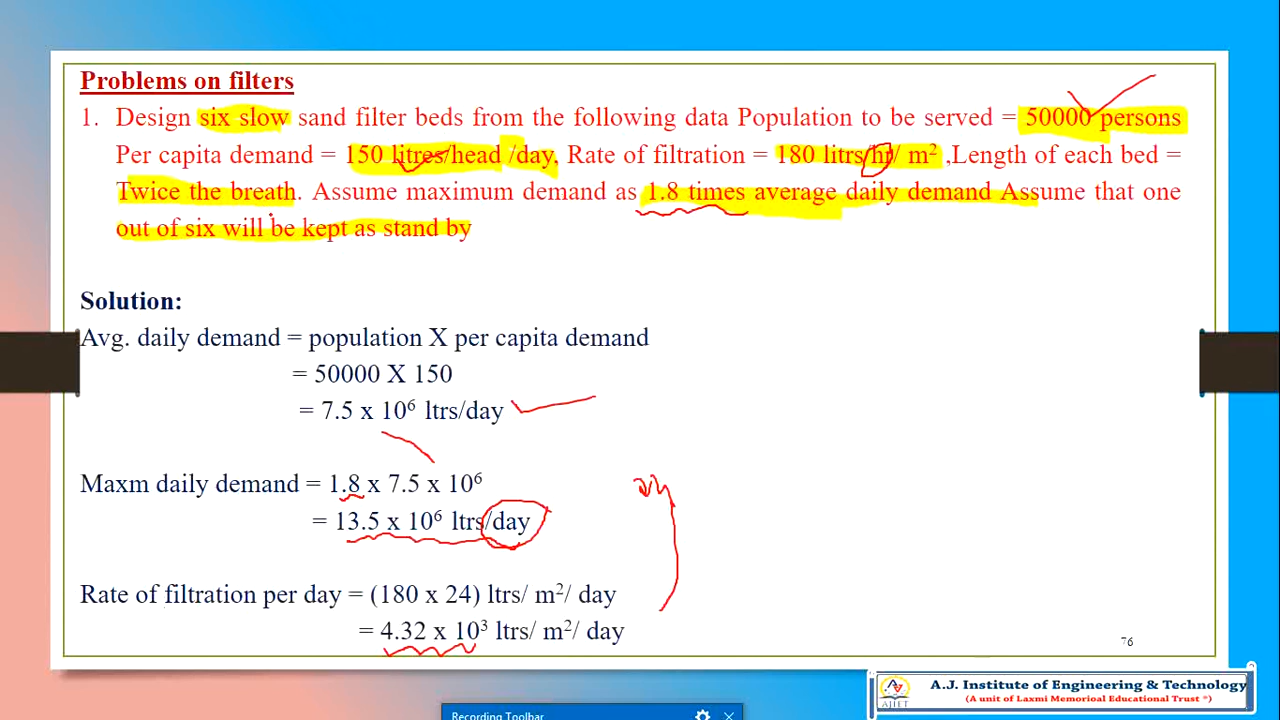 Problems on filters
1. Design six slow sand filter beds from the following data Population to be served = 50000 persons
Per capita demand = 150 litres/head /day, Rate of filtration = 180 litrs/hr/ m² ,Length of each bed =
Twice the breath. Assume maximum demand as 1.8 times average daily demand Assume that one
out of six will be kept as stand by
Solution:
Avg. daily demand = population X per capita demand
= 50000 X 150
= 7.5 x 10⁶ ltrs/day
Maxm daily demand = 1.8 x 7.5 x 10⁶
= 13.5 x 10⁶ ltrs/day
Rate of filtration per day = (180 x 24) ltrs/ m²/ day
= 4.32 x 10³ ltrs/ m²/ day
76
A.J. Institute of Engineering & Technology
(A unit of Laxmi Memorioal Educational Trust ®)
AJIET
Recording Toolbar